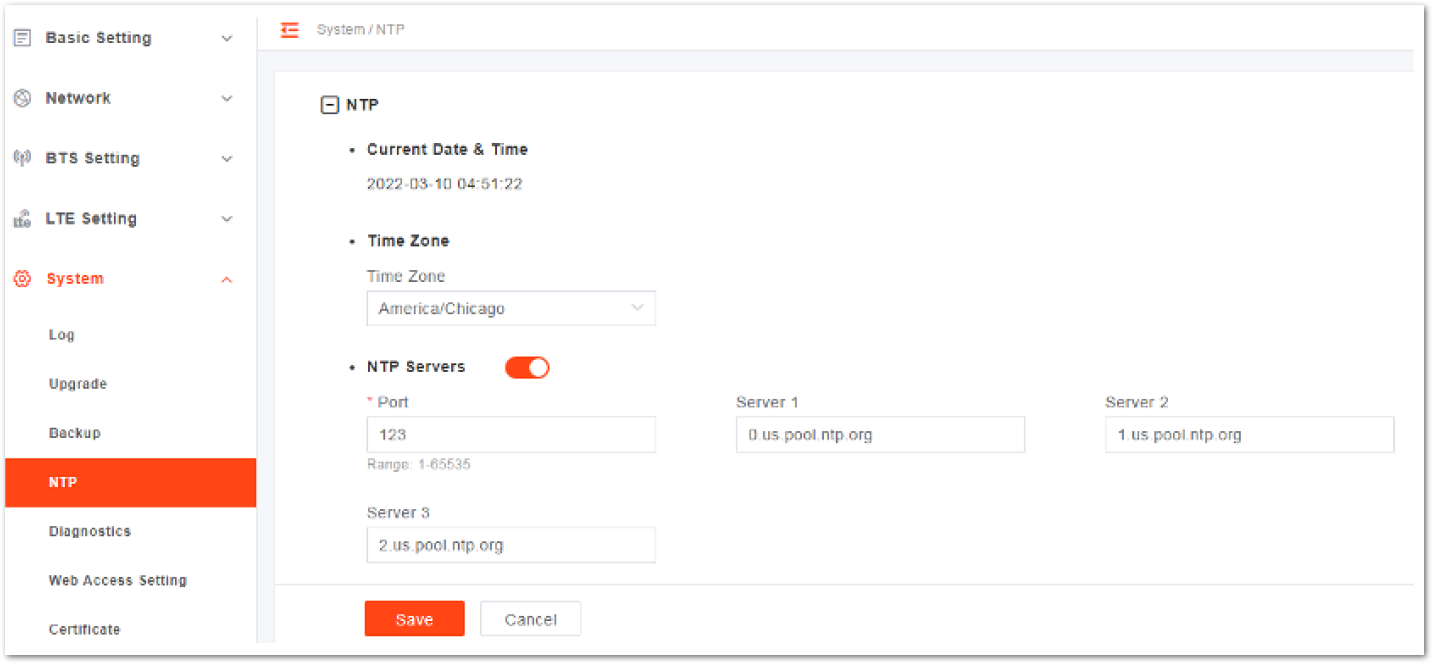 Basic Setting
Network
BTS Setting
LTE Setting
System
Log
Upgrade
Backup
NTP
Diagnostics
Web Access Setting
Certificate
System / NTP
NTP
Current Date & Time
2022-03-10 04:51:22
Time Zone
Time Zone
America/Chicago
NTP Servers
* Port Server 1 Server 2
123 0.us.pool.ntp.org 1.us.pool.ntp.org
Range: 1-65535
Server 3
2.us.pool.ntp.org
Save Cancel